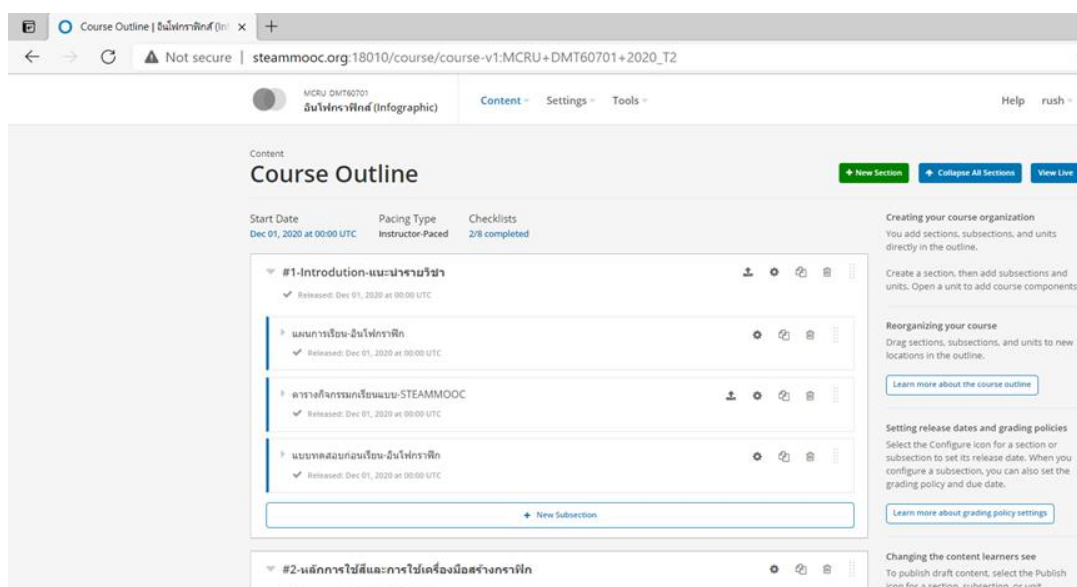 Course Outline | อินโฟกราฟิกส์ (Inf
Not secure | steammooc.org:18010/course/course-v1:MCRU+DMT60701+2020_T2
MCRU DMT60701
อินโฟกราฟิกส์ (Infographic)
Content Settings Tools Help rush
Content
Course Outline
+ New Section Collapse All Sections View Live
Start Date Pacing Type Checklists
Dec 01, 2020 at 00:00 UTC Instructor-Paced 2/8 completed
#1-Introdution-แนะนำรายวิชา
Released: Dec 01, 2020 at 00:00 UTC
แผนการเรียน-อินโฟกราฟิก
Released: Dec 01, 2020 at 00:00 UTC
ตารางกิจกรรมการเรียนแบบ-STEAMMOOC
Released: Dec 01, 2020 at 00:00 UTC
แบบทดสอบก่อนเรียน-อินโฟกราฟิก
Released: Dec 01, 2020 at 00:00 UTC
+ New Subsection
#2-หลักการใช้สีและการใช้เครื่องมือสร้างกราฟิก
Creating your course organization
You add sections, subsections, and units
directly in the outline.
Create a section, then add subsections and
units. Open a unit to add course components
Reorganizing your course
Drag sections, subsections, and units to new
locations in the outline.
Learn more about the course outline
Setting release dates and grading policies
Select the Configure icon for a section or
subsection to set its release date. When you
configure a subsection, you can also set the
grading policy and due date.
Learn more about grading policy settings
Changing the content learners see
To publish draft content, select the Publish
icon for a section, subsection, or unit